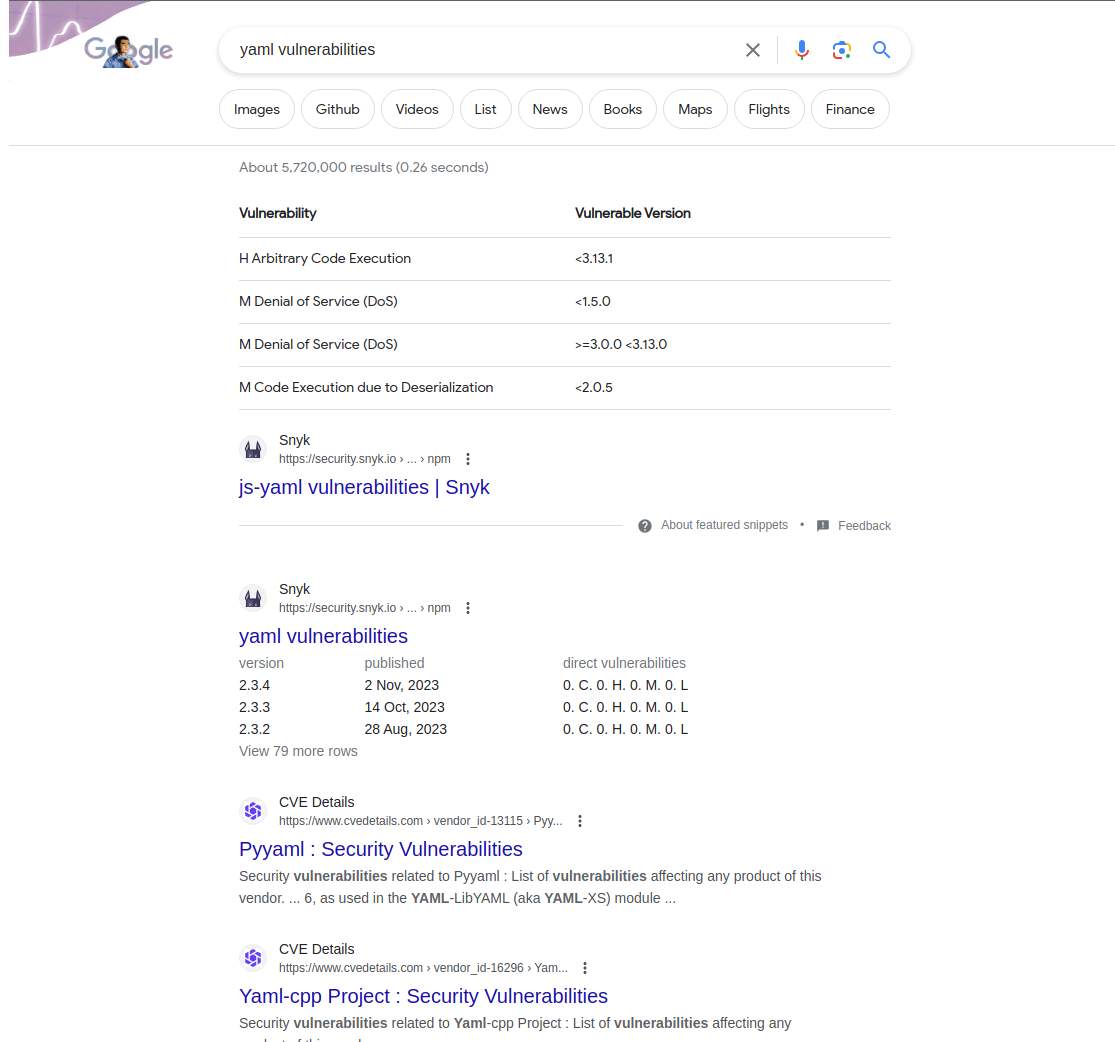 Google
yaml vulnerabilities
Images Github Videos List News Books Maps Flights Finance
About 5,720,000 results (0.26 seconds)
Vulnerability Vulnerable Version
H Arbitrary Code Execution <3.13.1
M Denial of Service (DoS) <1.5.0
M Denial of Service (DoS) >=3.0.0 <3.13.0
M Code Execution due to Deserialization <2.0.5
Snyk
https://security.snyk.io › ... › npm
js-yaml vulnerabilities | Snyk
About featured snippets • Feedback
Snyk
https://security.snyk.io › ... › npm
yaml vulnerabilities
version published direct vulnerabilities
2.3.4 2 Nov, 2023 0. C. 0. H. 0. M. 0. L
2.3.3 14 Oct, 2023 0. C. 0. H. 0. M. 0. L
2.3.2 28 Aug, 2023 0. C. 0. H. 0. M. 0. L
View 79 more rows
CVE Details
https://www.cvedetails.com › vendor_id-13115 › Pyy...
Pyyaml : Security Vulnerabilities
Security vulnerabilities related to Pyyaml : List of vulnerabilities affecting any product of this
vendor. ... 6, as used in the YAML-LibYAML (aka YAML-XS) module ...
CVE Details
https://www.cvedetails.com › vendor_id-16296 › Yam...
Yaml-cpp Project : Security Vulnerabilities
Security vulnerabilities related to Yaml-cpp Project : List of vulnerabilities affecting any